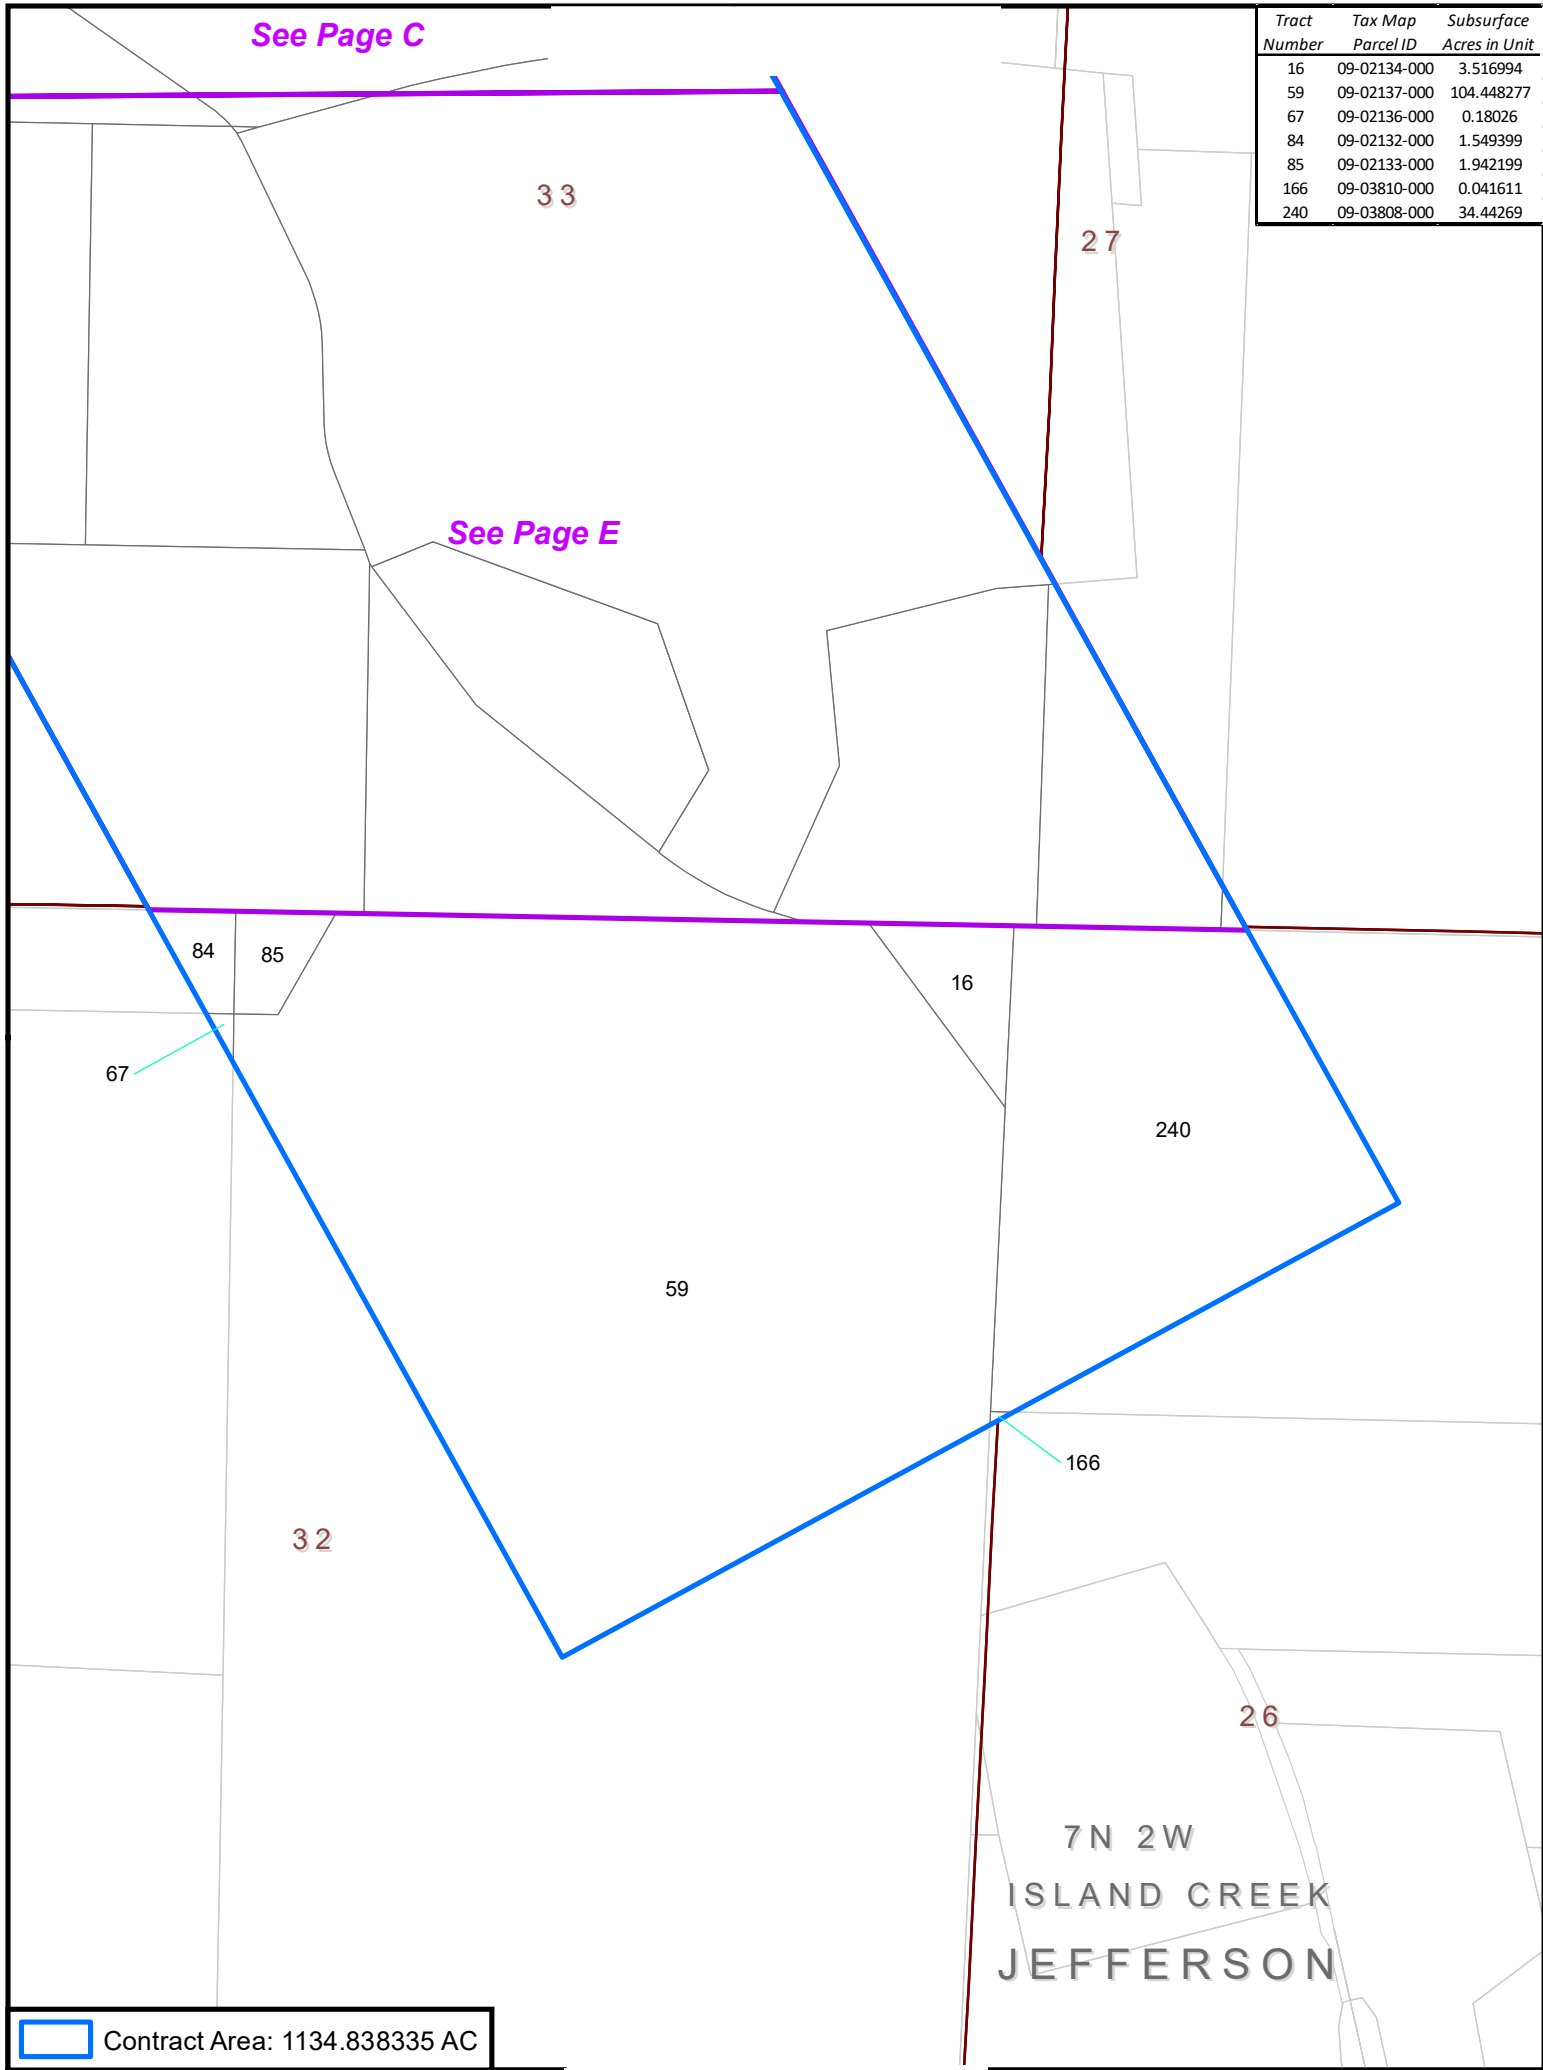 See Page C
Tract Number Tax Map Parcel ID Subsurface Acres in Unit
16 09-02134-000 3.516994
59 09-02137-000 104.448277
67 09-02136-000 0.18026
84 09-02132-000 1.549399
85 09-02133-000 1.942199
166 09-03810-000 0.041611
240 09-03808-000 34.44269
33
27
See Page E
84
85
16
67
240
59
166
32
26
7N 2W
ISLAND CREEK
JEFFERSON
Contract Area: 1134.838335 AC